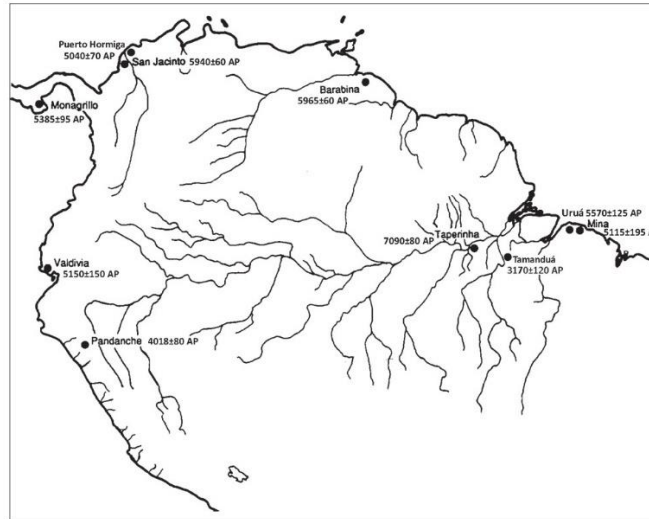 Puerto Hormiga
5040±70 AP
San Jacinto 5940±60 AP
Monagrillo
5385±95 AP
Barabina
5965±60 AP
Uruá 5570±125 AP
Mina
5115±195 A
Taperinha
7090±80 AP
Tamanduá
3170±120 AP
Valdivia
5150±150 AP
Pandanche 4018±80 AP